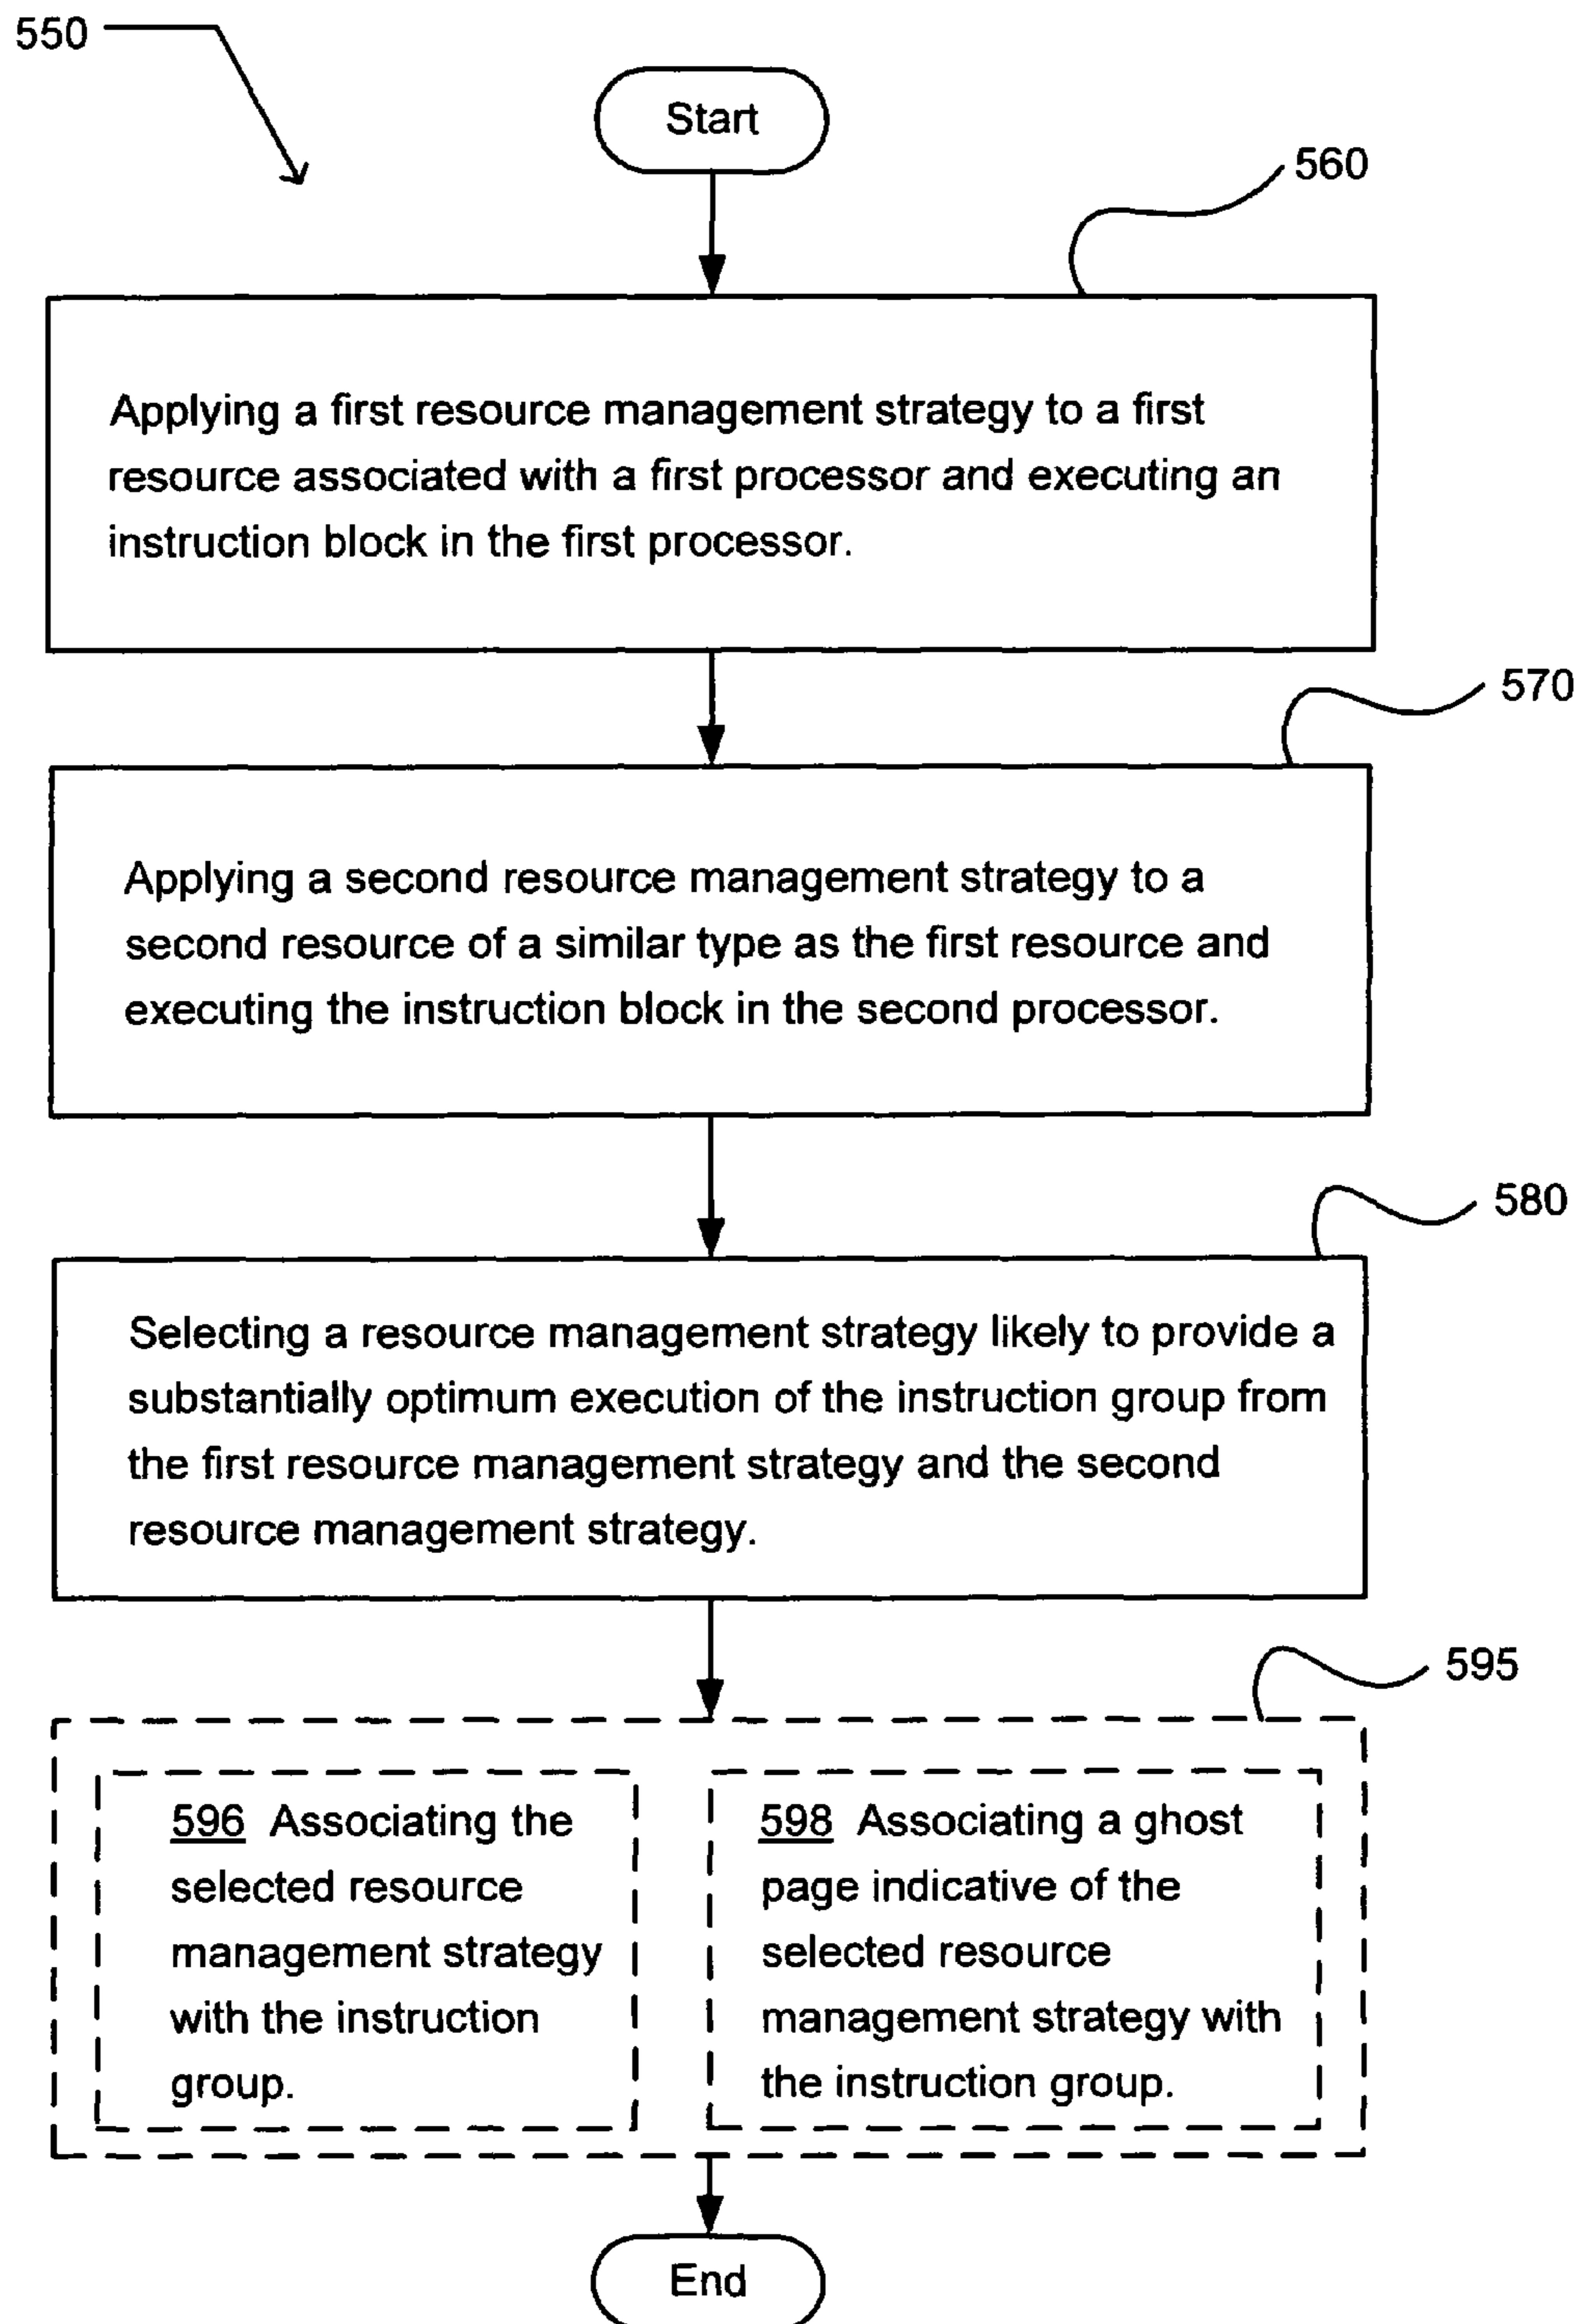 550
Start
560
Applying a first resource management strategy to a first
resource associated with a first processor and executing an
instruction block in the first processor.
570
Applying a second resource management strategy to a
second resource of a similar type as the first resource and
executing the instruction block in the second processor.
580
Selecting a resource management strategy likely to provide a
substantially optimum execution of the instruction group from
the first resource management strategy and the second
resource management strategy.
595
596 Associating the
selected resource
management strategy
with the instruction
group.
598 Associating a ghost
page indicative of the
selected resource
management strategy with
the instruction group.
End